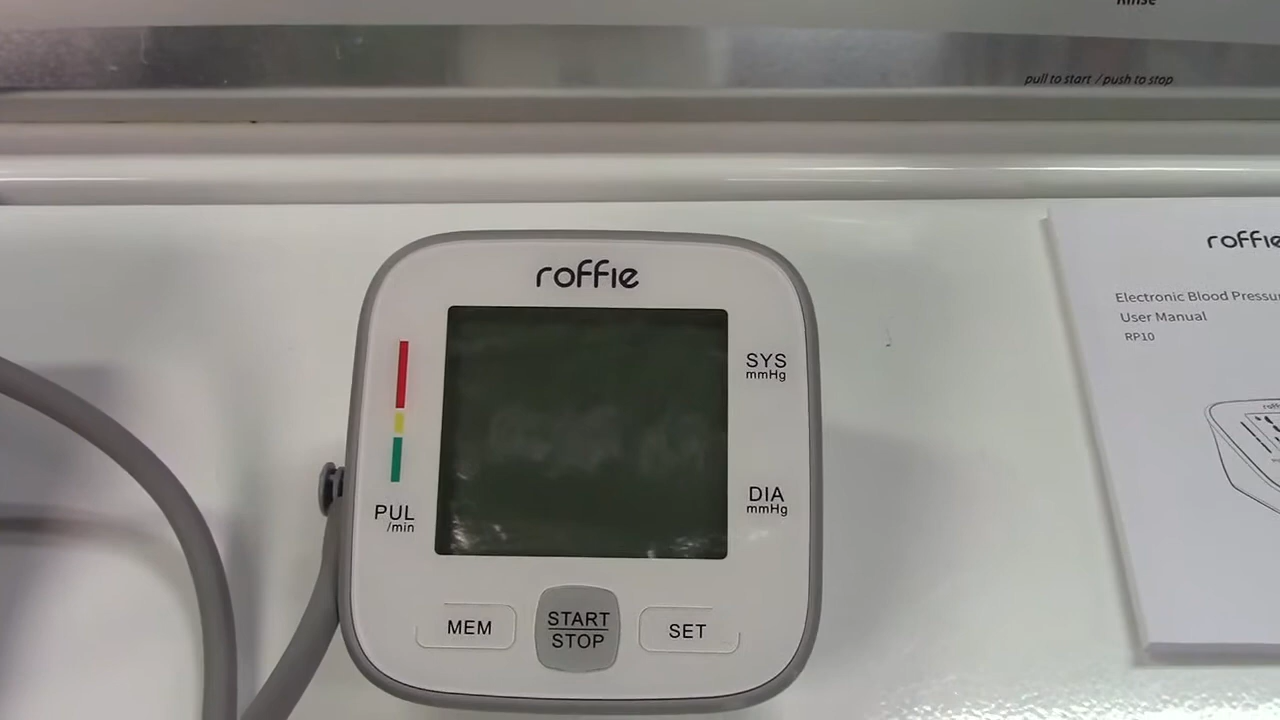 Rinse
pull to start / push to stop
roffie
SYS
mmHg
DIA
mmHg
PUL
/min
MEM
START
STOP
SET
roffie
Electronic Blood
User Manual
RP10